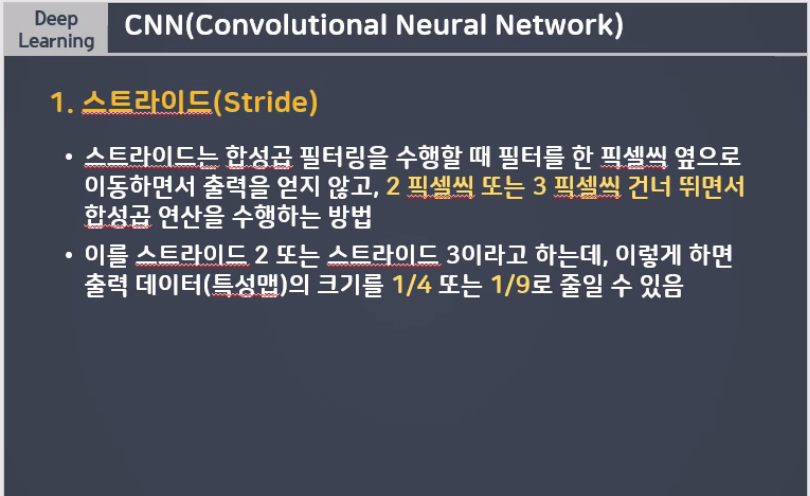 Deep
Learning
CNN(Convolutional Neural Network)
1. 스트라이드(Stride)
• 스트라이드는 합성곱 필터링을 수행할 때 필터를 한 픽셀씩 옆으로
이동하면서 출력을 얻지 않고, 2 픽셀씩 또는 3 픽셀씩 건너 뛰면서
합성곱 연산을 수행하는 방법
• 이를 스트라이드 2 또는 스트라이드 3이라고 하는데, 이렇게 하면
출력 데이터(특성맵)의 크기를 1/4 또는 1/9로 줄일 수 있음